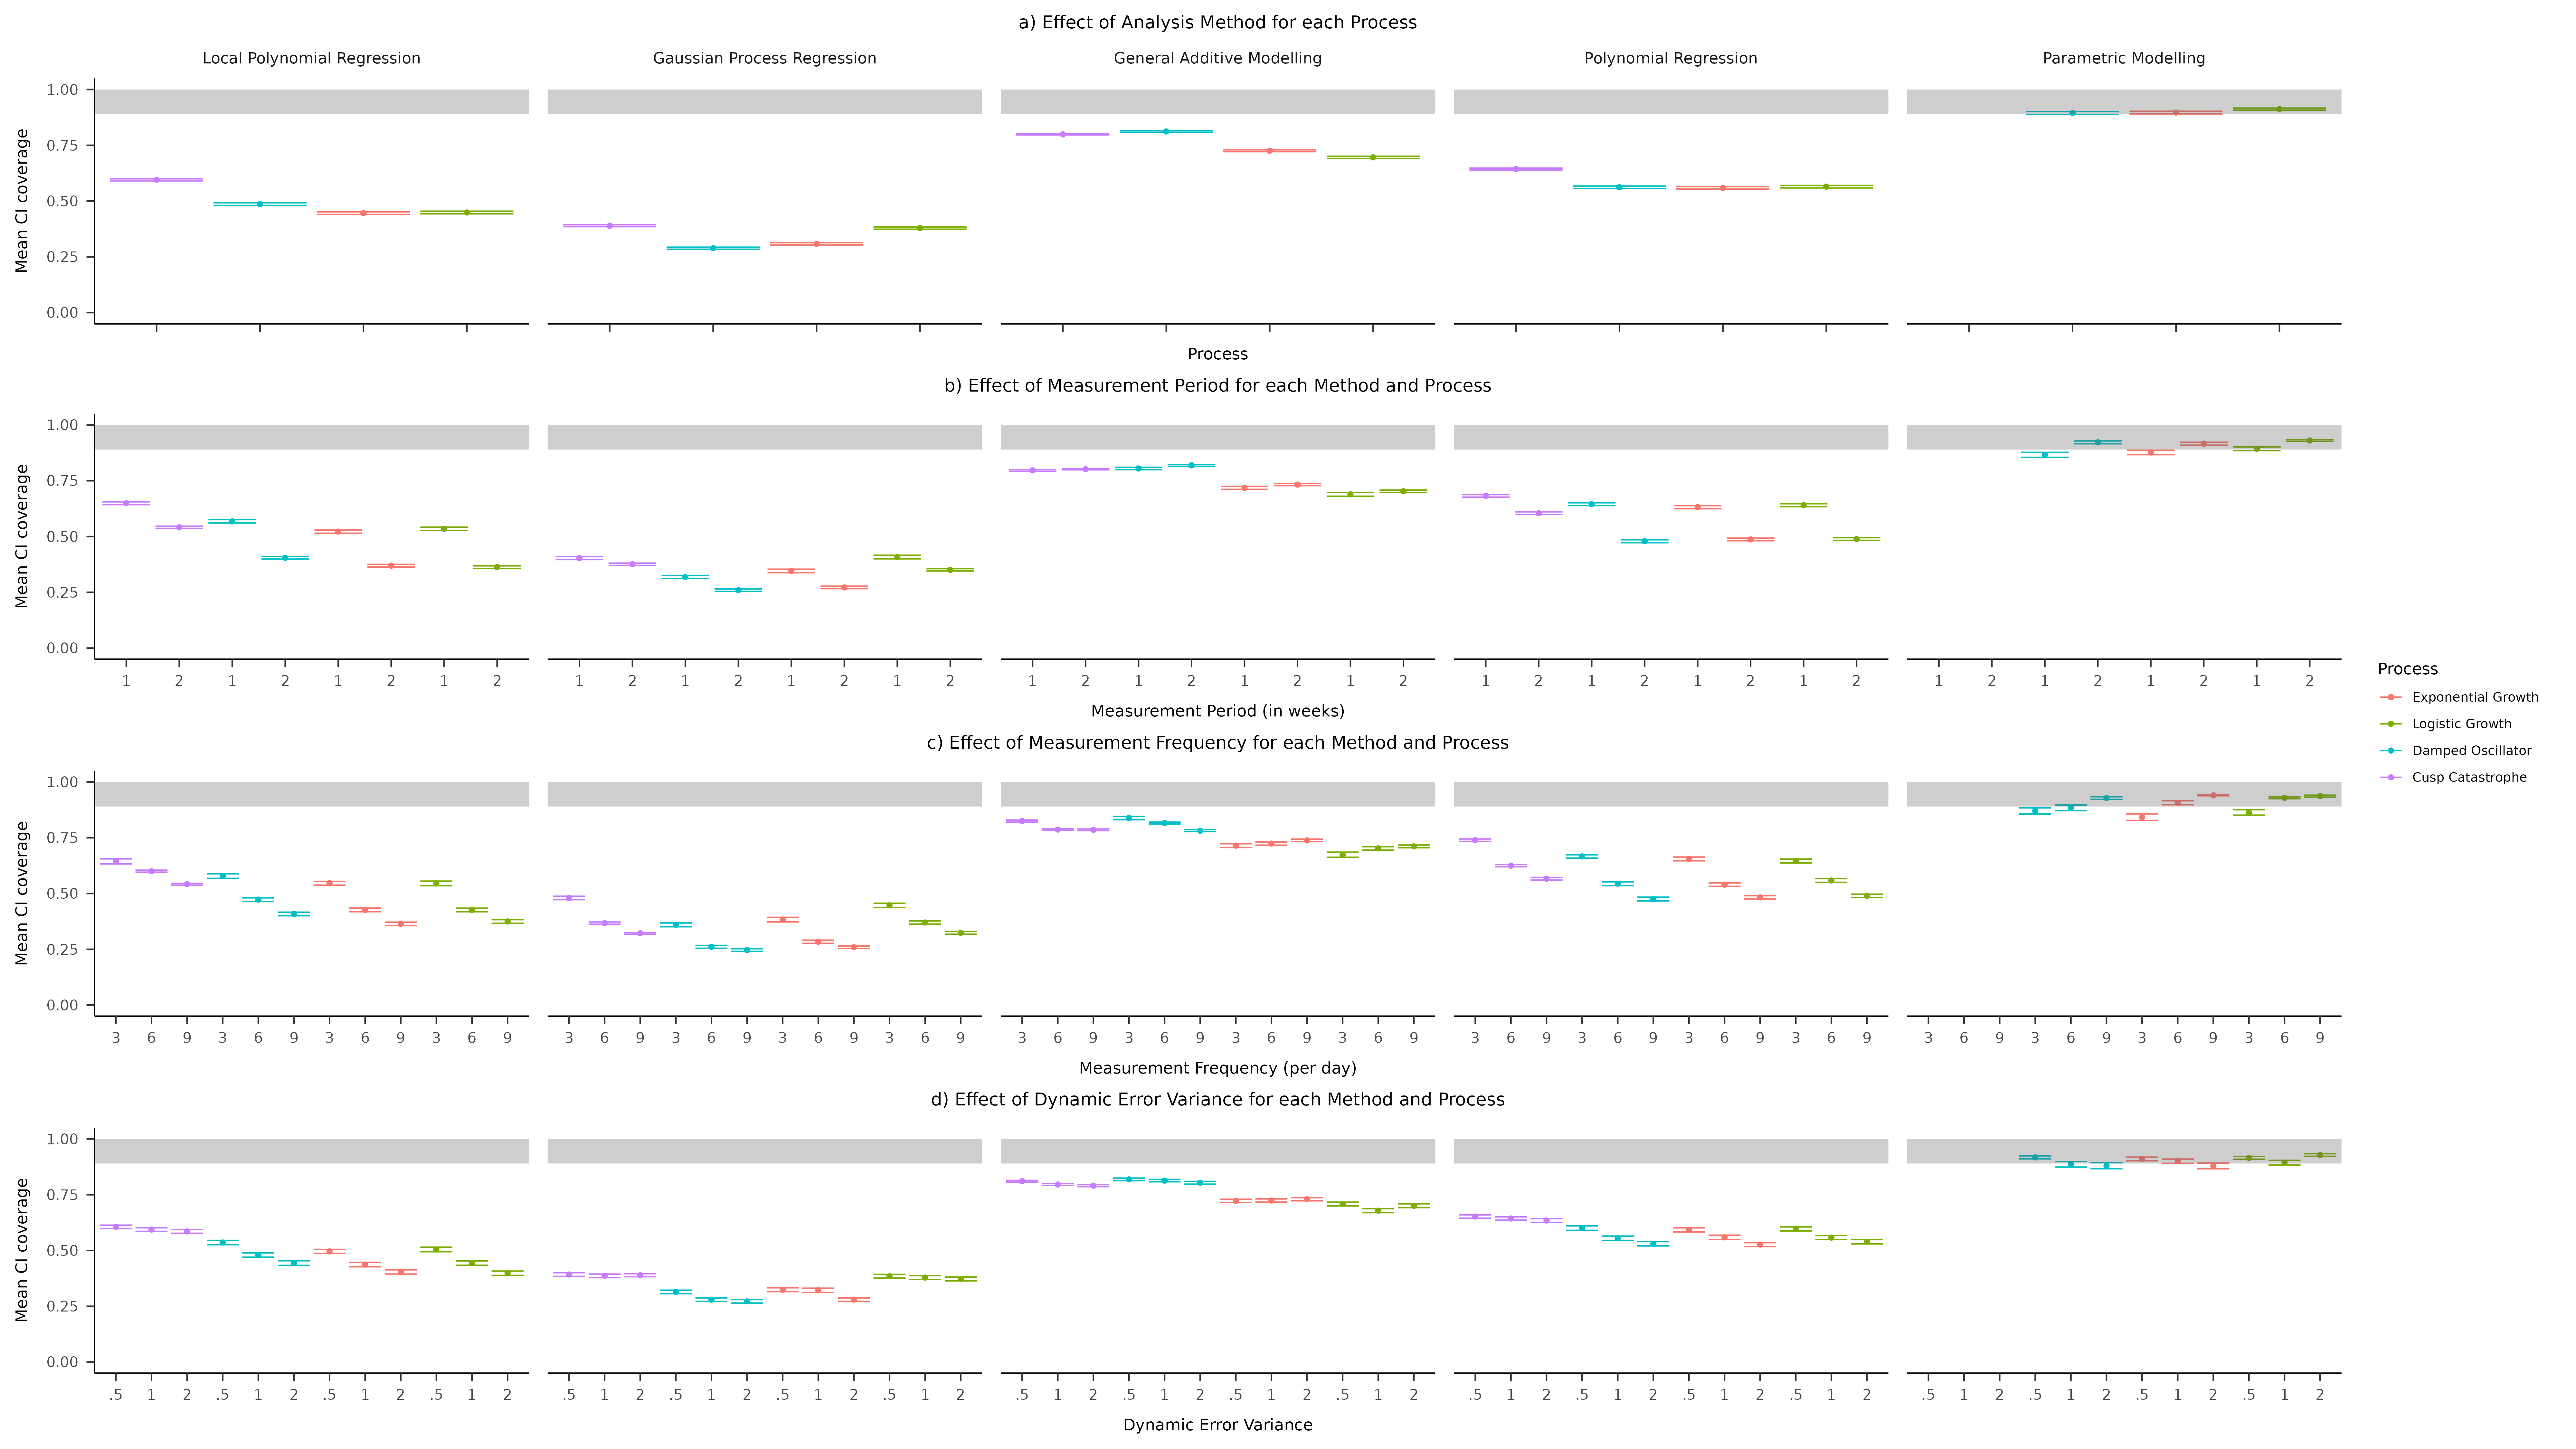 a) Effect of Analysis Method for each Process
Local Polynomial Regression Gaussian Process Regression General Additive Modelling Polynomial Regression Parametric Modelling
Mean CI coverage
1.00
0.75
0.50
0.25
0.00
Process
b) Effect of Measurement Period for each Method and Process
Mean CI coverage
1.00
0.75
0.50
0.25
0.00
1 2 1 2 1 2 1 2 1 2 1 2 1 2 1 2 1 2 1 2 1 2 1 2 1 2 1 2 1 2 1 2 1 2 1 2 1 2 1 2
Measurement Period (in weeks)
c) Effect of Measurement Frequency for each Method and Process
Mean CI coverage
1.00
0.75
0.50
0.25
0.00
3 6 9 3 6 9 3 6 9 3 6 9 3 6 9 3 6 9 3 6 9 3 6 9 3 6 9 3 6 9 3 6 9 3 6 9 3 6 9 3 6 9 3 6 9 3 6 9 3 6 9 3 6 9 3 6 9 3 6 9
Measurement Frequency (per day)
d) Effect of Dynamic Error Variance for each Method and Process
Mean CI coverage
1.00
0.75
0.50
0.25
0.00
.5 1 2 .5 1 2 .5 1 2 .5 1 2 .5 1 2 .5 1 2 .5 1 2 .5 1 2 .5 1 2 .5 1 2 .5 1 2 .5 1 2 .5 1 2 .5 1 2 .5 1 2 .5 1 2 .5 1 2 .5 1 2 .5 1 2 .5 1 2
Dynamic Error Variance
Process
Exponential Growth
Logistic Growth
Damped Oscillator
Cusp Catastrophe